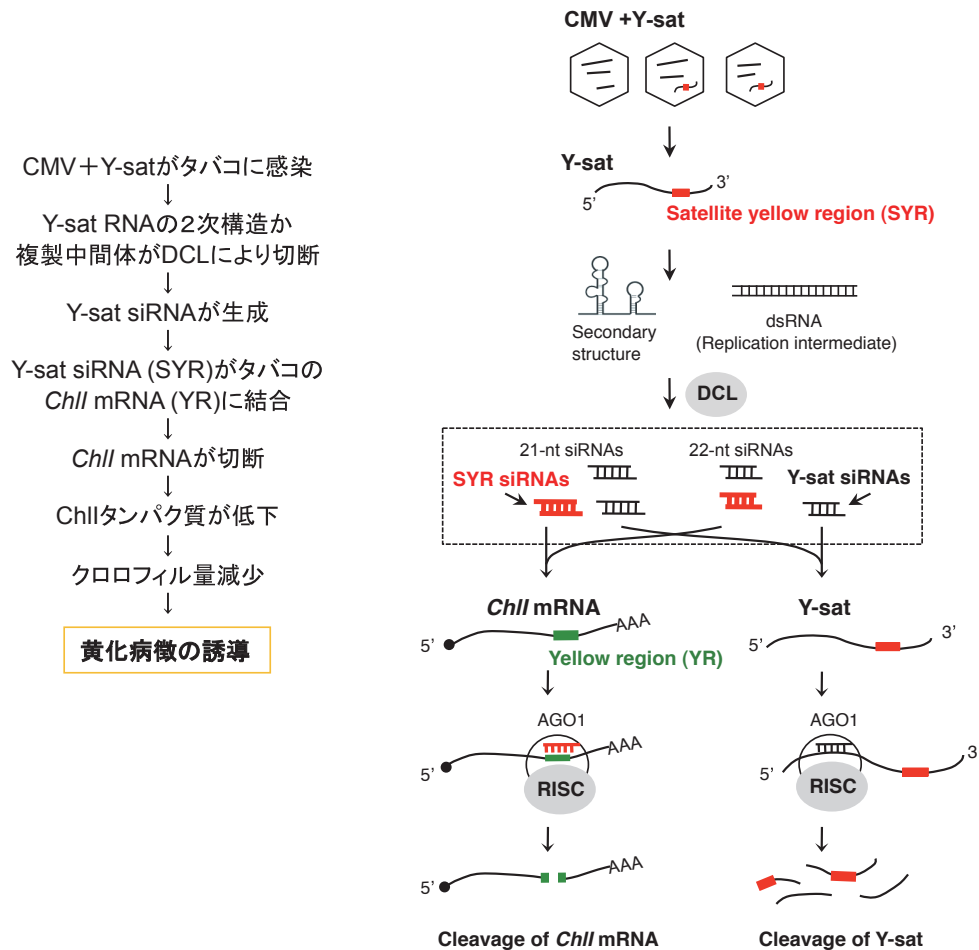 CMV+Y-satがタバコに感染
↓
Y-sat RNAの2次構造か
複製中間体がDCLにより切断
↓
Y-sat siRNAが生成
↓
Y-sat siRNA (SYR)がタバコの
ChlI mRNA (YR)に結合
↓
ChlI mRNAが切断
↓
ChlIタンパク質が低下
↓
クロロフィル量減少
↓
黄化病徴の誘導
CMV +Y-sat
Y-sat
5’
3’
Satellite yellow region (SYR)
Secondary
structure
dsRNA
(Replication intermediate)
DCL
21-nt siRNAs
22-nt siRNAs
SYR siRNAs
Y-sat siRNAs
ChlI mRNA
5’
AAA
Yellow region (YR)
AGO1
5’
AAA
RISC
AAA
Cleavage of ChlI mRNA
Y-sat
5’
3’
AGO1
5’
3
RISC
Cleavage of Y-sat